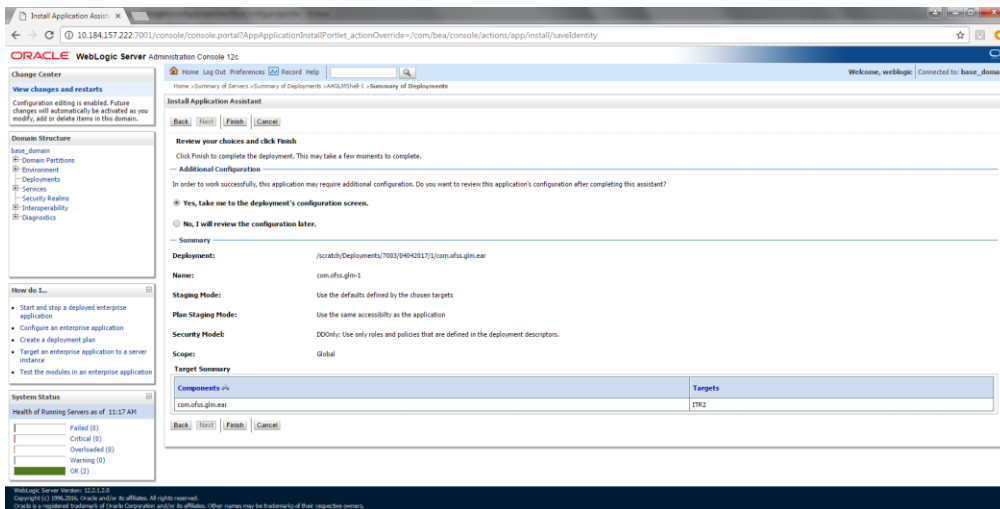 Install Application Assist
10.184.157.222:7001/console/console.portal?AppApplicationInstallPortlet_actionOverride=/com/bea/console/actions/app/install/saveIdentity
ORACLE WebLogic Server Administration Console 12c
Change Center
View changes and restarts
Configuration editing is enabled. Future
changes will automatically be activated as you
modify, add or delete items in this domain.
Domain Structure
base_domain
Domain Partitions
Environment
Deployments
Services
Security Realms
Interoperability
Diagnostics
How do I...
Start and stop a deployed enterprise
application
Configure an enterprise application
Create a deployment plan
Target an enterprise application to a server
instance
Test the modules in an enterprise application
System Status
Health of Running Servers as of 11:17 AM
Failed (0)
Critical (0)
Overloaded (0)
Warning (0)
OK (2)
Home Log Out Preferences Record Help
Welcome, weblogic Connected to: base_doma
Home >Summary of Servers >Summary of Deployments >AAGLMShell-1 >Summary of Deployments
Install Application Assistant
Back Next Finish Cancel
Review your choices and click Finish
Click Finish to complete the deployment. This may take a few moments to complete.
Additional Configuration
In order to work successfully, this application may require additional configuration. Do you want to review this application's configuration after completing this assistant?
Yes, take me to the deployment's configuration screen.
No, I will review the configuration later.
Summary
Deployment: /scratch/Deployments/7003/04042017/1/com.ofss.glm.ear
Name: com.ofss.glm-1
Staging Mode: Use the defaults defined by the chosen targets
Plan Staging Mode: Use the same accessibilty as the application
Security Model: DDOnly: Use only roles and policies that are defined in the deployment descriptors.
Scope: Global
Target Summary
Components Targets
com.ofss.glm.ear ITR2
Back Next Finish Cancel
WebLogic Server Version: 12.2.1.2.0
Copyright (c) 1996,2016, Oracle and/or its affiliates. All rights reserved.
Oracle is a registered trademark of Oracle Corporation and/or its affiliates. Other names may be trademarks of their respective owners.